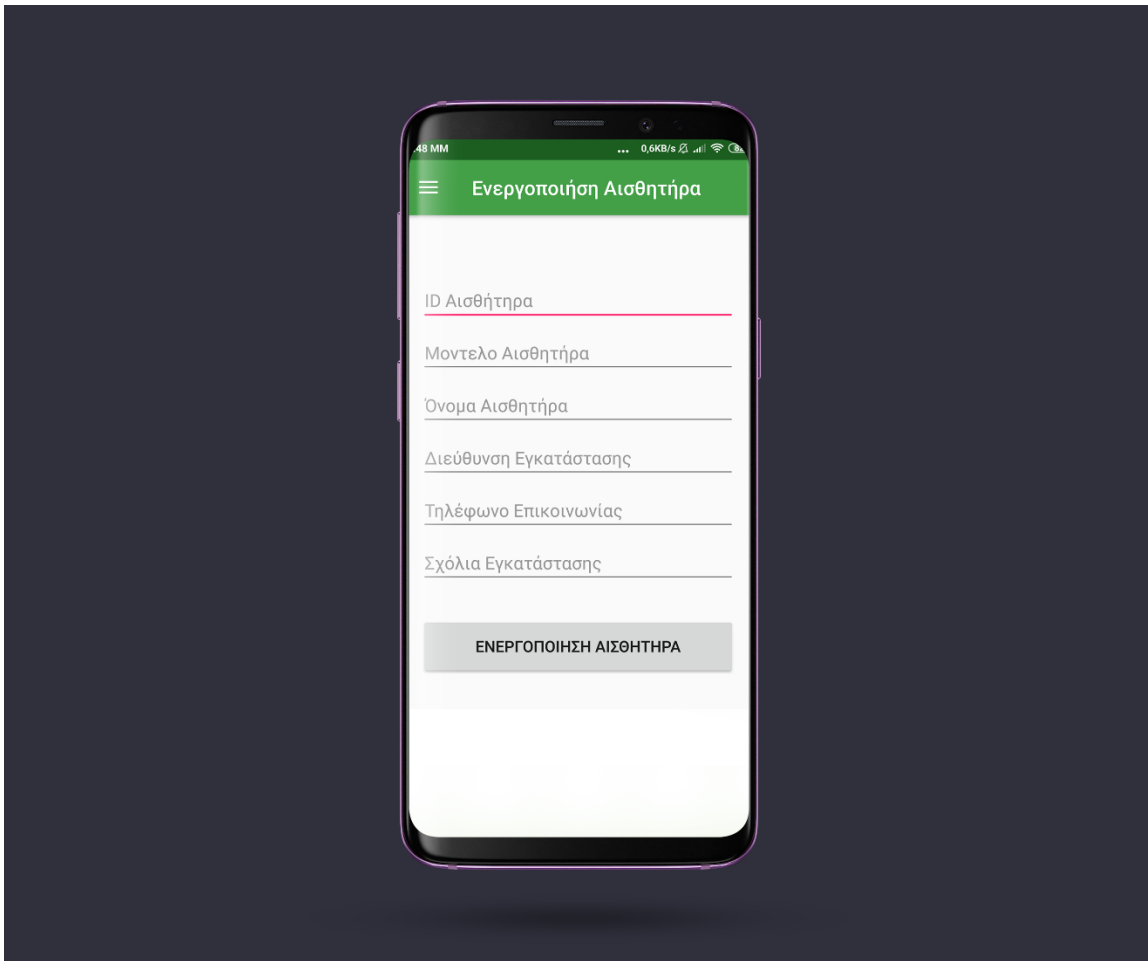 :48 MM ... 0,6KB/s
Ενεργοποιήση Αισθητήρα
ID Αισθήτηρα
Μοντελο Αισθητήρα
Όνομα Αισθητήρα
Διεύθυνση Εγκατάστασης
Τηλέφωνο Επικοινωνίας
Σχόλια Εγκατάστασης
ΕΝΕΡΓΟΠΟΙΗΣΗ ΑΙΣΘΗΤΗΡΑ